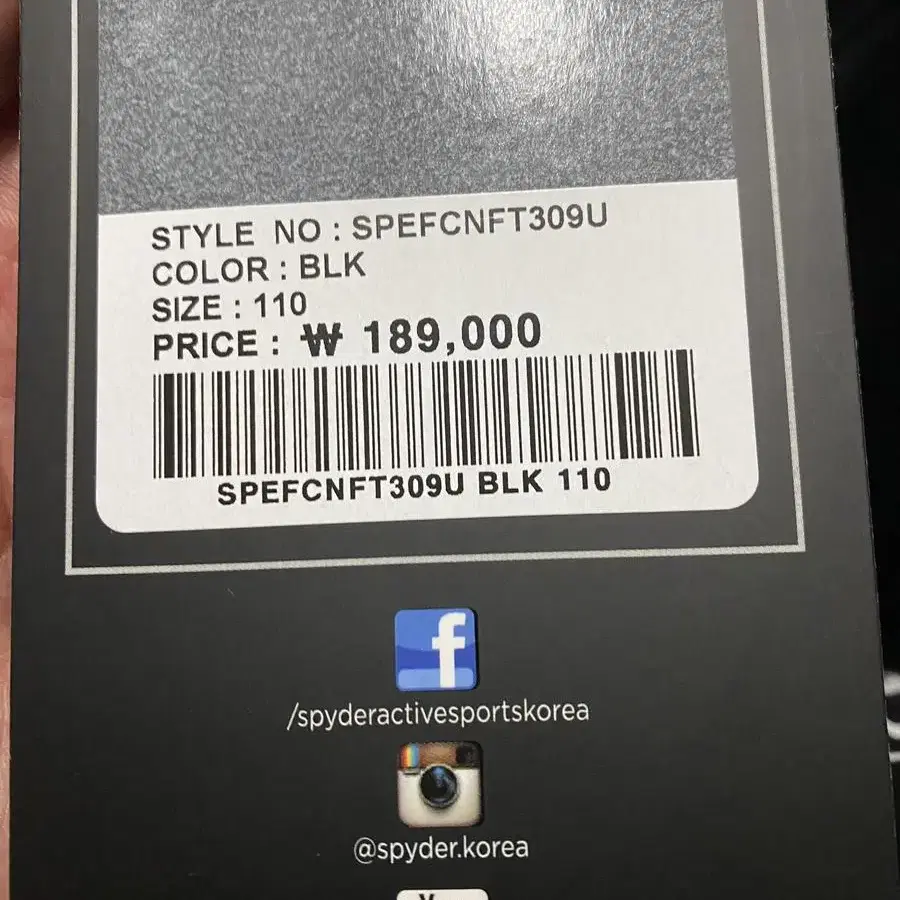 STYLE NO : SPEFCNFT309U
COLOR : BLK
SIZE : 110
PRICE : ₩ 189,000
SPEFCNFT309U BLK 110
f
/spyderactivesportskorea
@spyder.korea